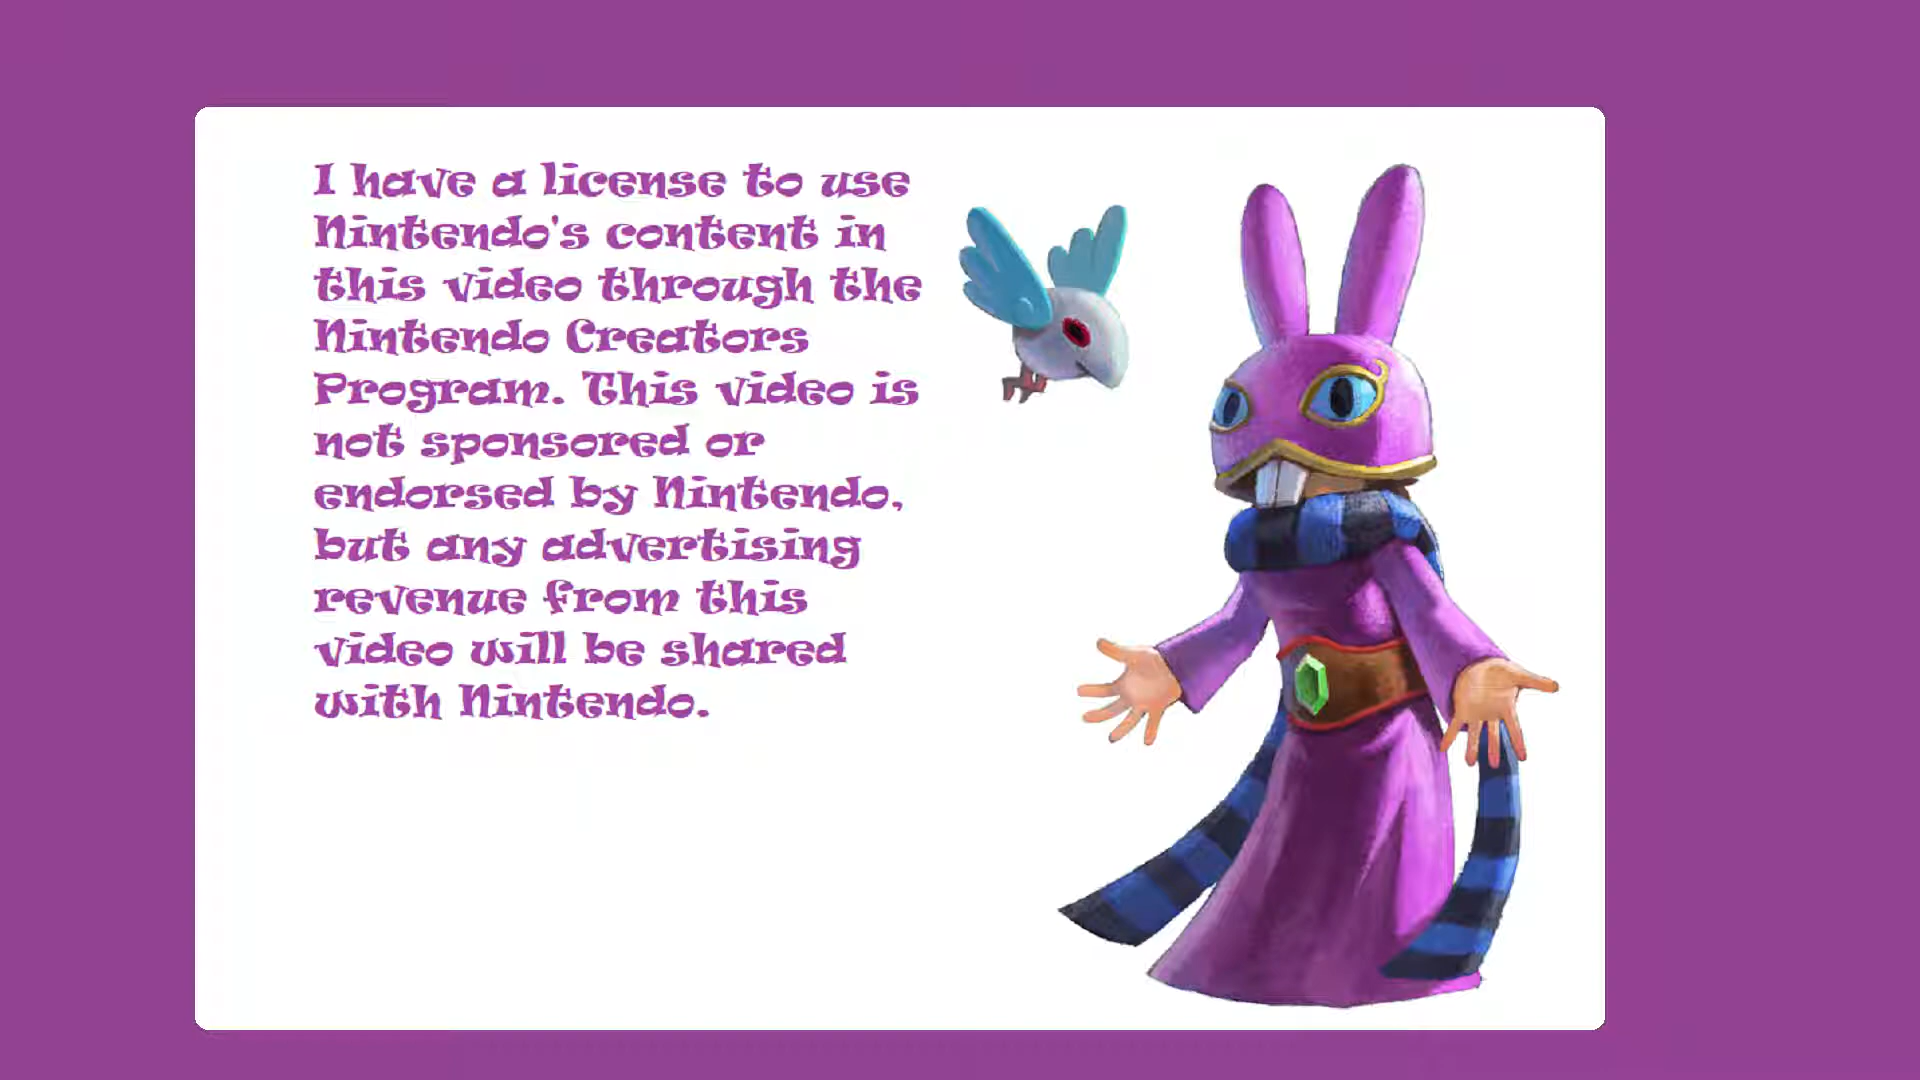 I have a license to use
Nintendo's content in
this video through the
Nintendo Creators
Program. This video is
not sponsored or
endorsed by Nintendo,
but any advertising
revenue from this
video will be shared
with Nintendo.